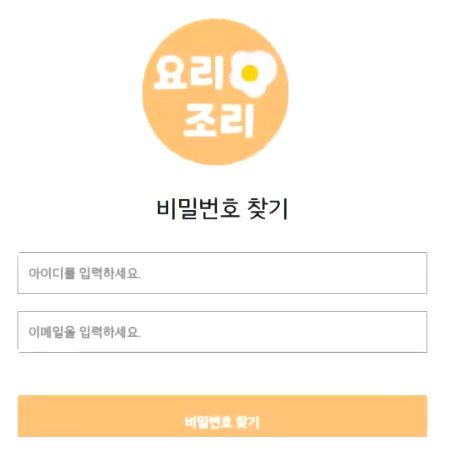 요리
조리
비밀번호 찾기
아이디를 입력하세요.
이메일을 입력하세요.
비밀번호 찾기